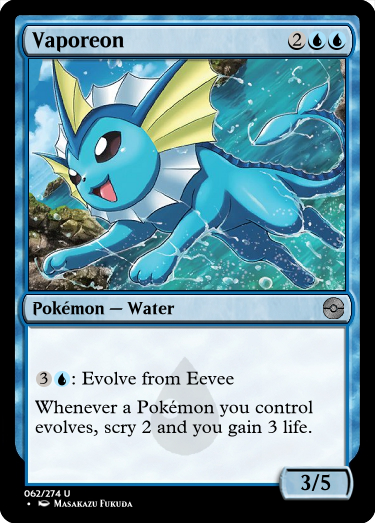 Vaporeon 2
Pokémon — Water
3 : Evolve from Eevee
Whenever a Pokémon you control
evolves, scry 2 and you gain 3 life.
3/5
062/274 U
• Masakazu Fukuda